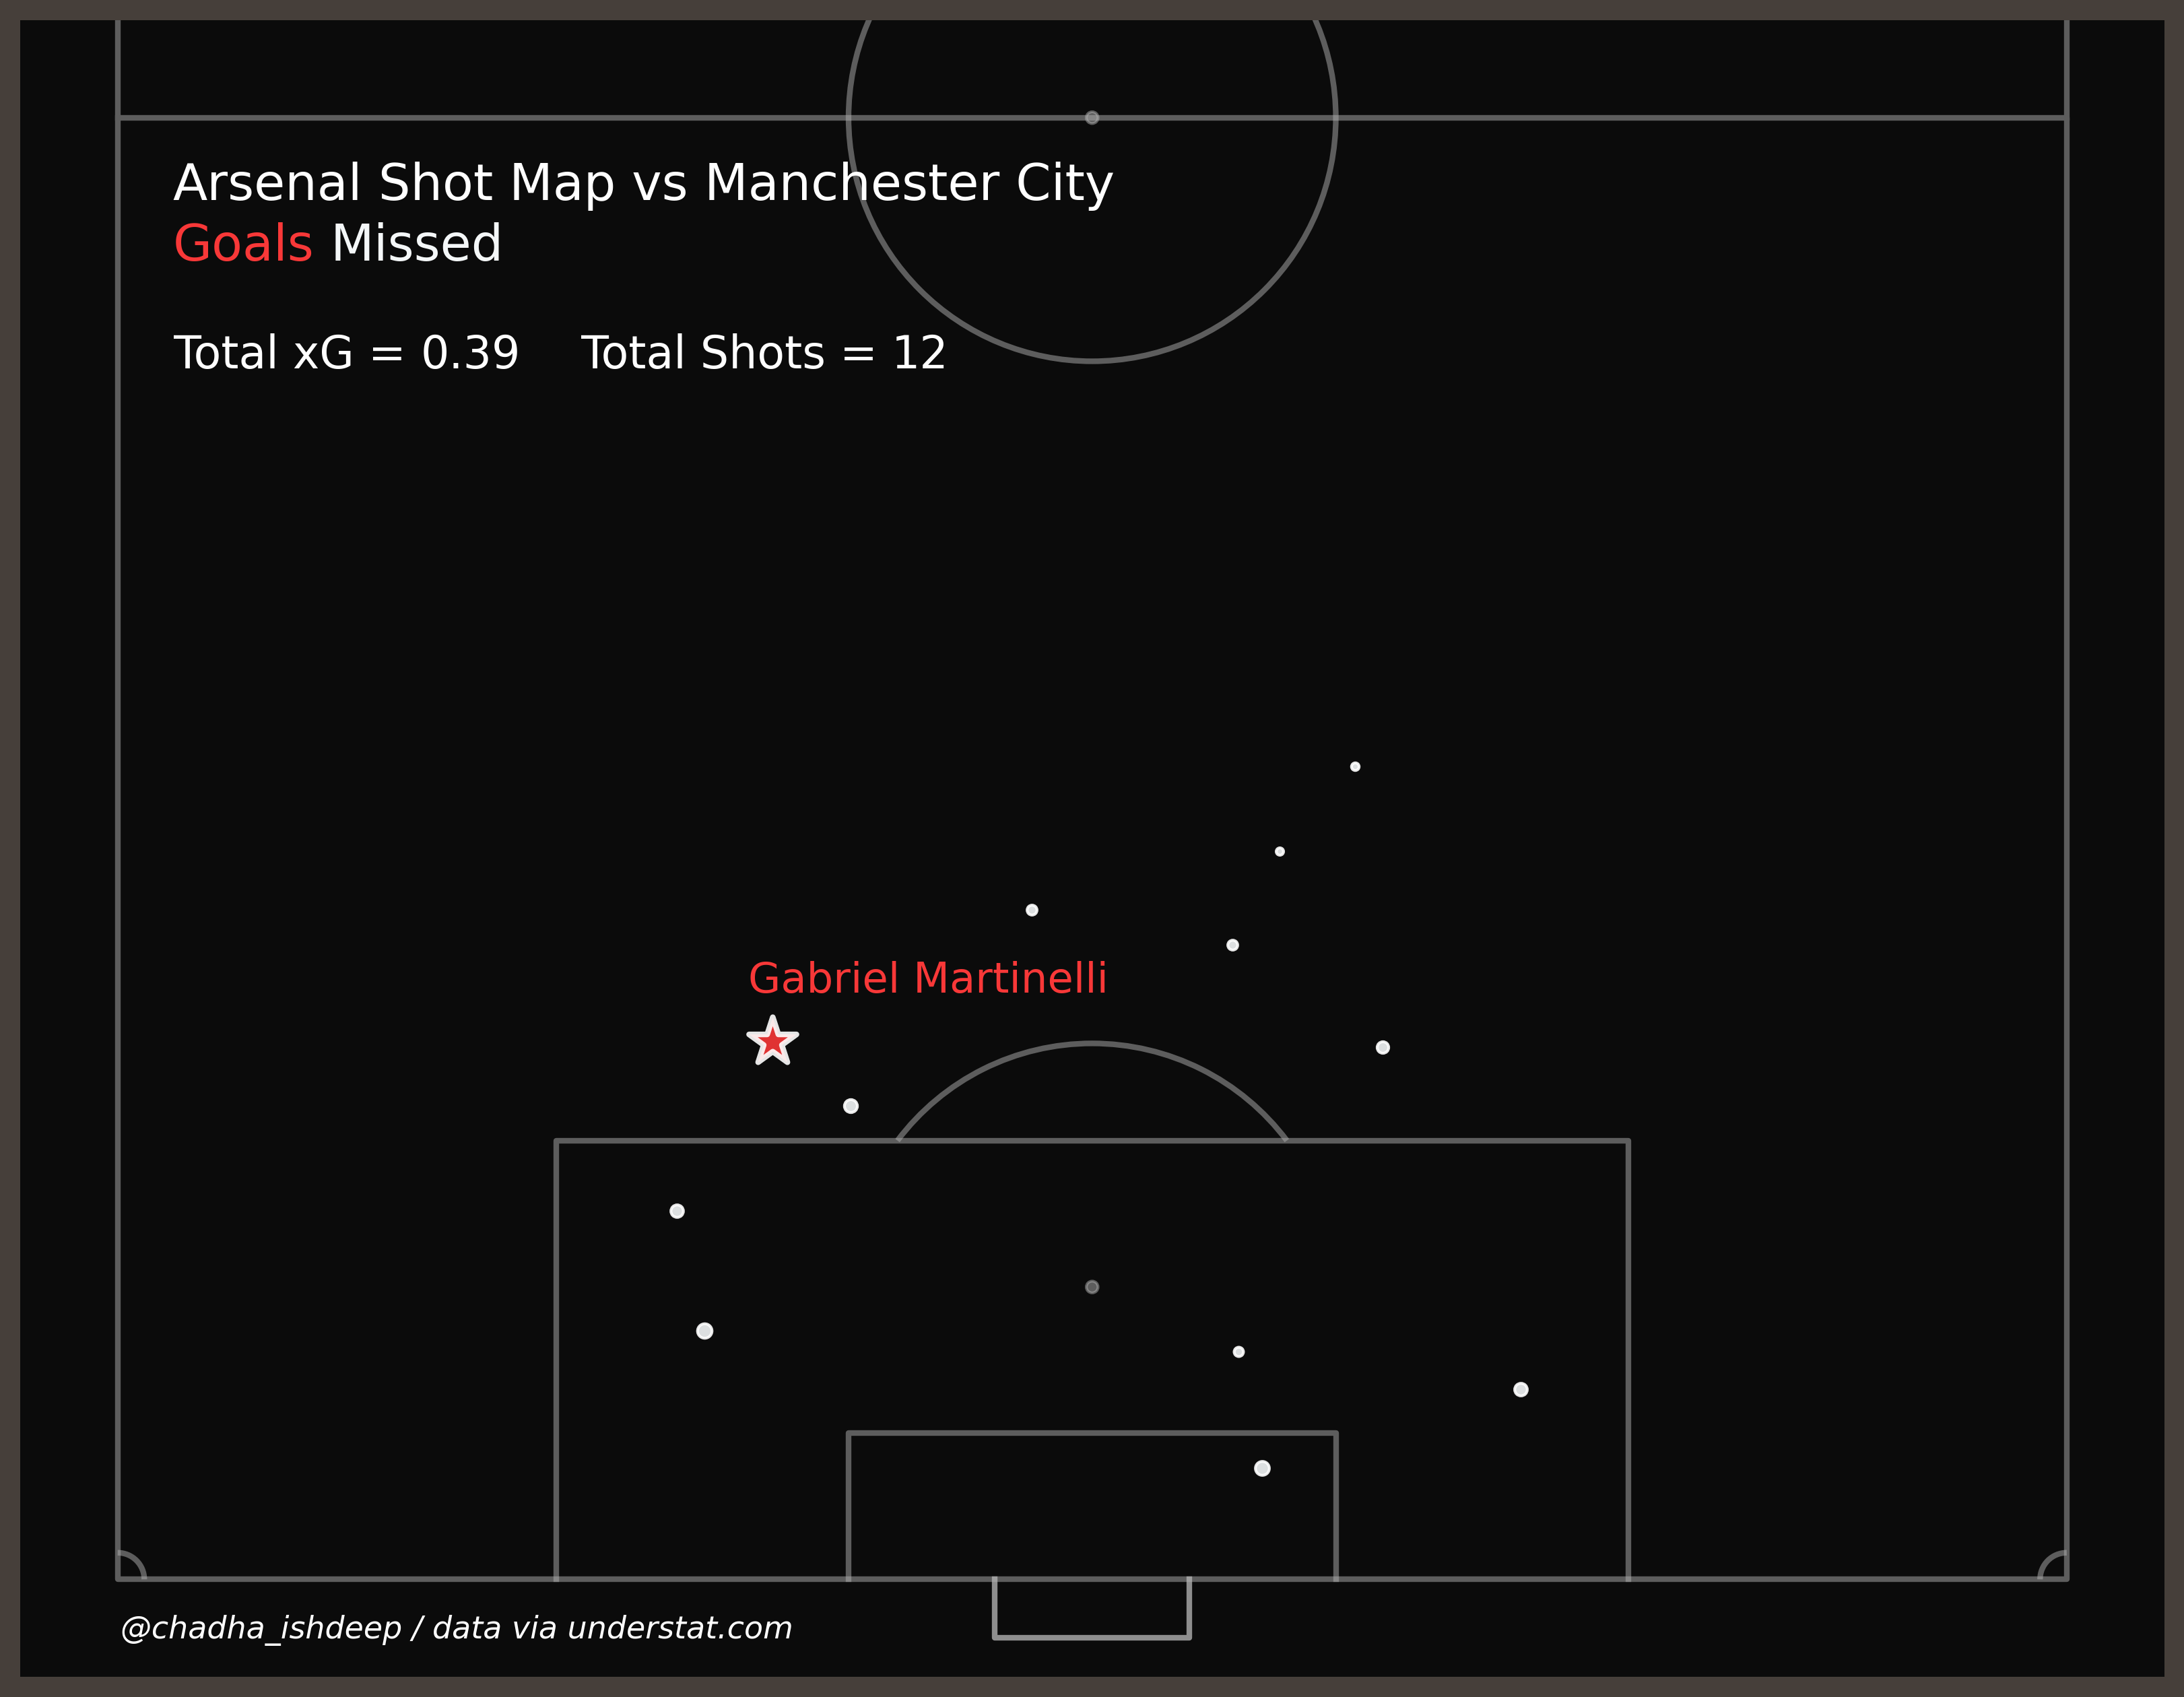 Arsenal Shot Map vs Manchester City
Goals Missed
Total xG = 0.39 Total Shots = 12
Gabriel Martinelli
@chadha_ishdeep / data via understat.com